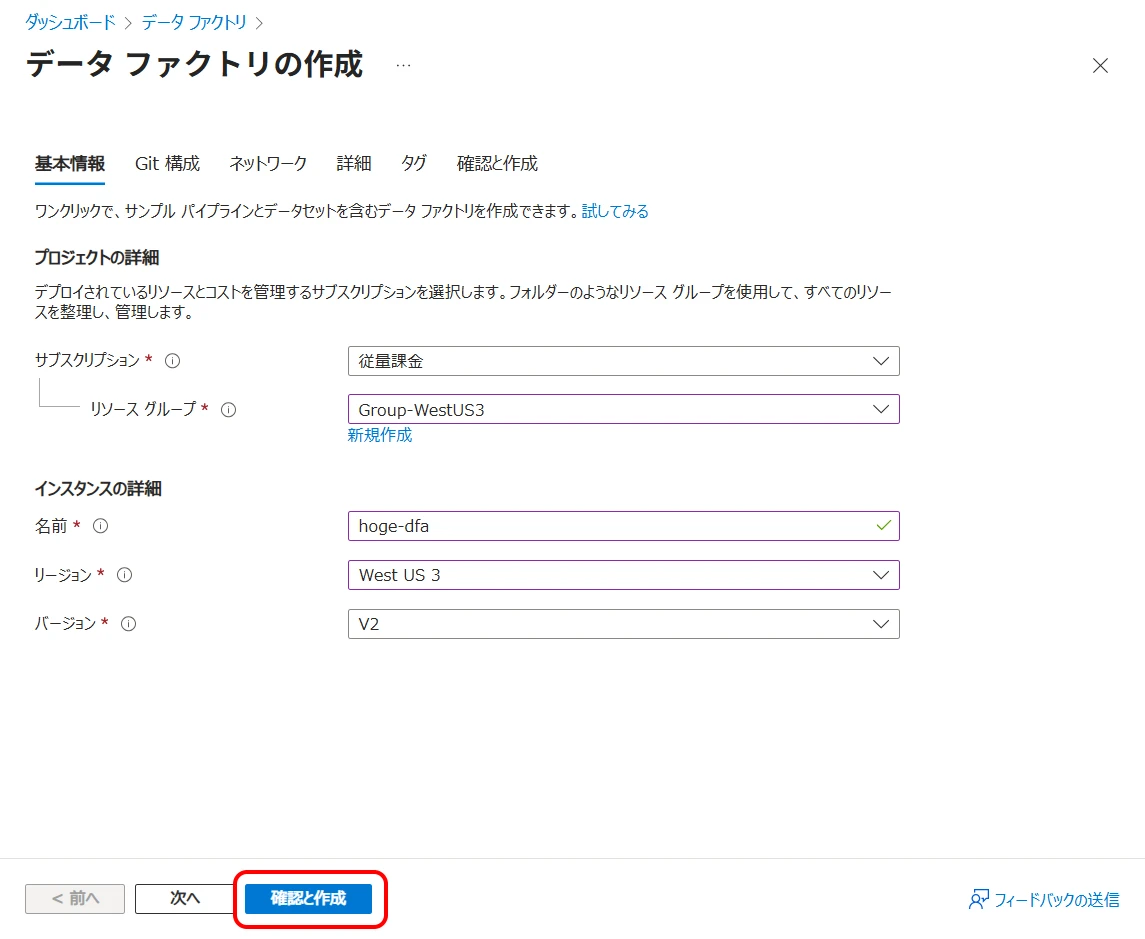 ダッシュボード > データ ファクトリ >
データ ファクトリの作成 ...
基本情報 Git 構成 ネットワーク 詳細 タグ 確認と作成
ワンクリックで、サンプル パイプラインとデータセットを含むデータ ファクトリを作成できます。試してみる
プロジェクトの詳細
デプロイされているリソースとコストを管理するサブスクリプションを選択します。フォルダーのようなリソース グループを使用して、すべてのリソー
スを整理し、管理します。
サブスクリプション * 従量課金
リソース グループ * Group-WestUS3
新規作成
インスタンスの詳細
名前 * hoge-dfa
リージョン * West US 3
バージョン * V2
< 前へ 次へ 確認と作成 フィードバックの送信